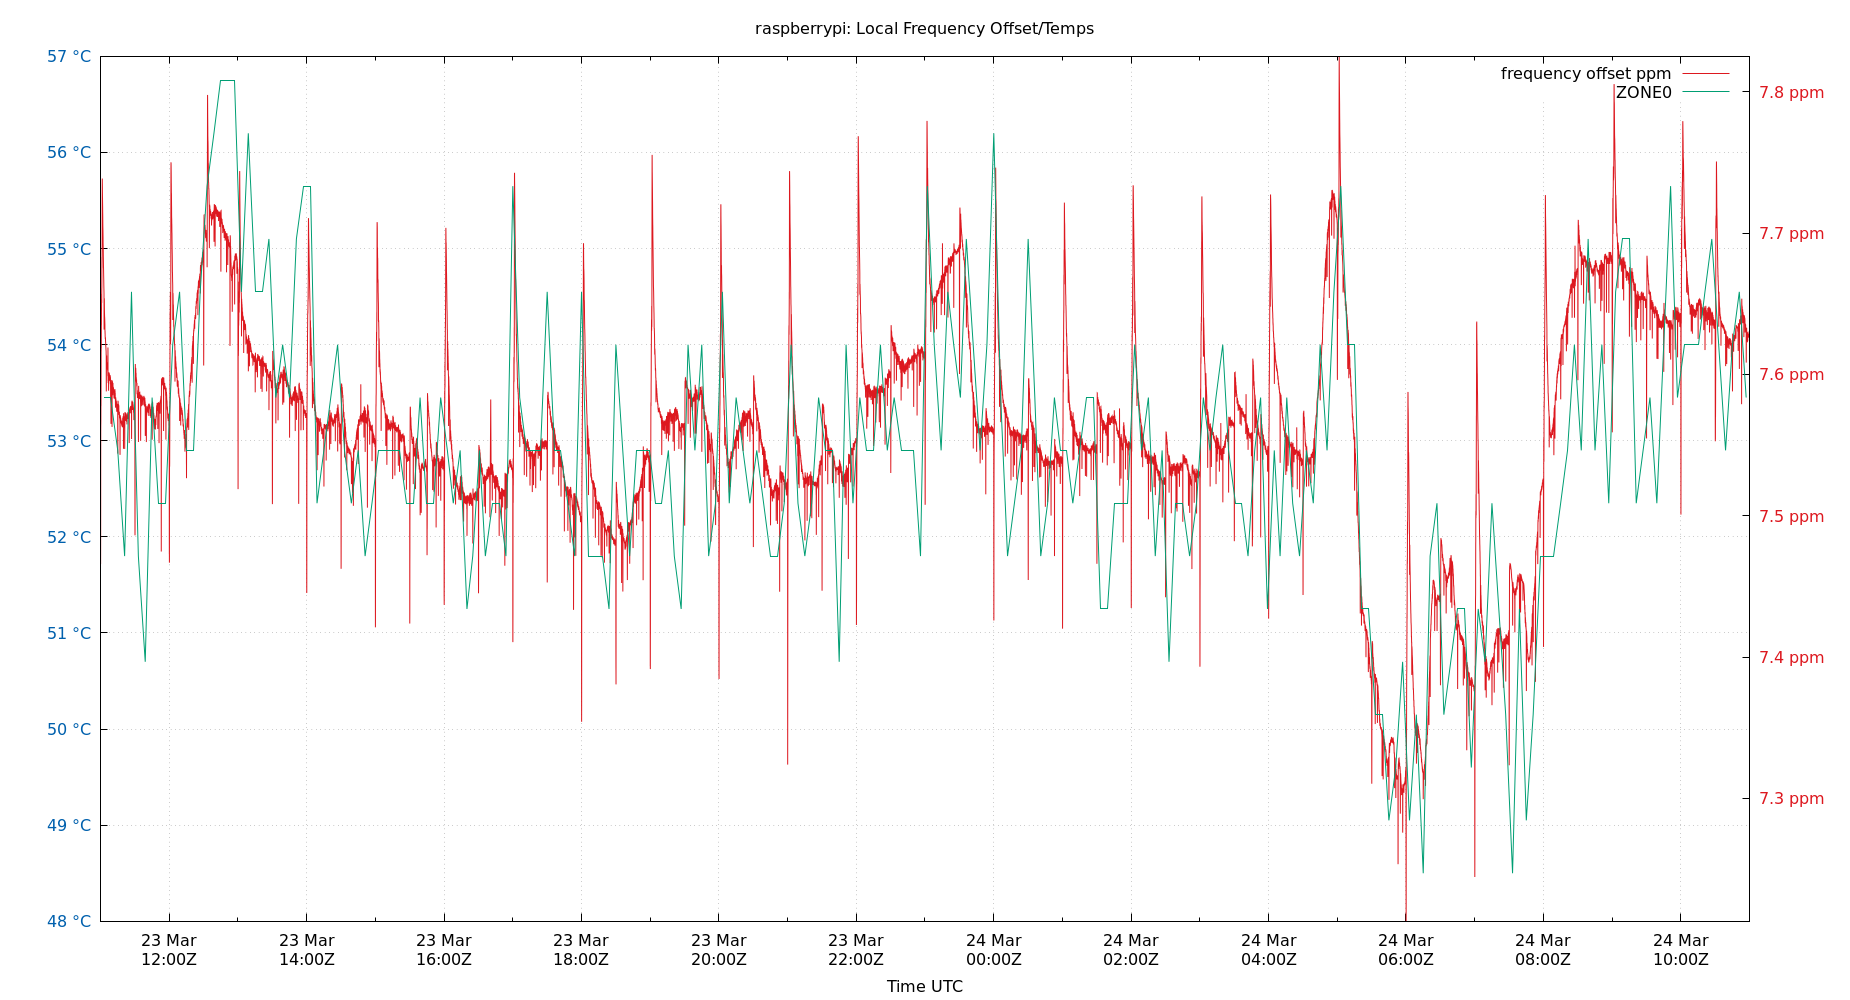 raspberrypi: Local Frequency Offset/Temps
57 °C
56 °C
55 °C
54 °C
53 °C
52 °C
51 °C
50 °C
49 °C
48 °C
frequency offset ppm
ZONE0
7.8 ppm
7.7 ppm
7.6 ppm
7.5 ppm
7.4 ppm
7.3 ppm
23 Mar
12:00Z
23 Mar
14:00Z
23 Mar
16:00Z
23 Mar
18:00Z
23 Mar
20:00Z
23 Mar
22:00Z
24 Mar
00:00Z
24 Mar
02:00Z
24 Mar
04:00Z
24 Mar
06:00Z
24 Mar
08:00Z
24 Mar
10:00Z
Time UTC